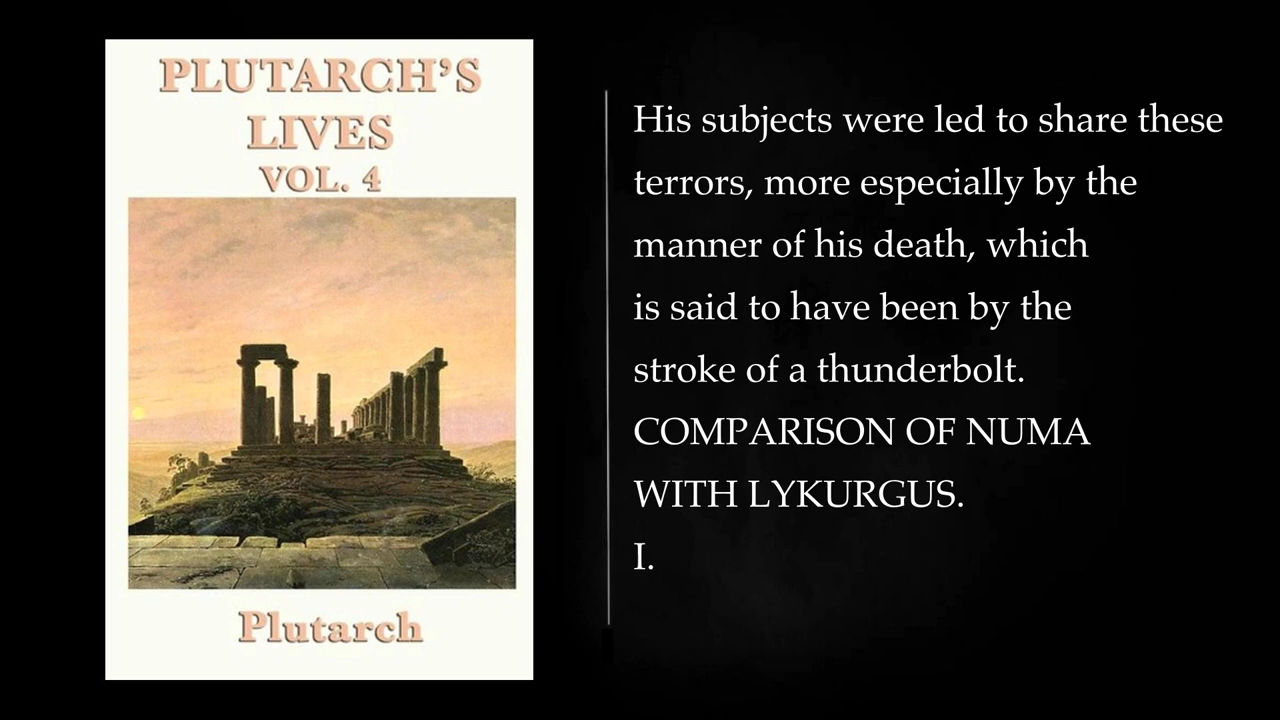 PLUTARCH'S
LIVES
VOL. 4
Plutarch
His subjects were led to share these
terrors, more especially by the
manner of his death, which
is said to have been by the
stroke of a thunderbolt.
COMPARISON OF NUMA
WITH LYKURGUS.
I.